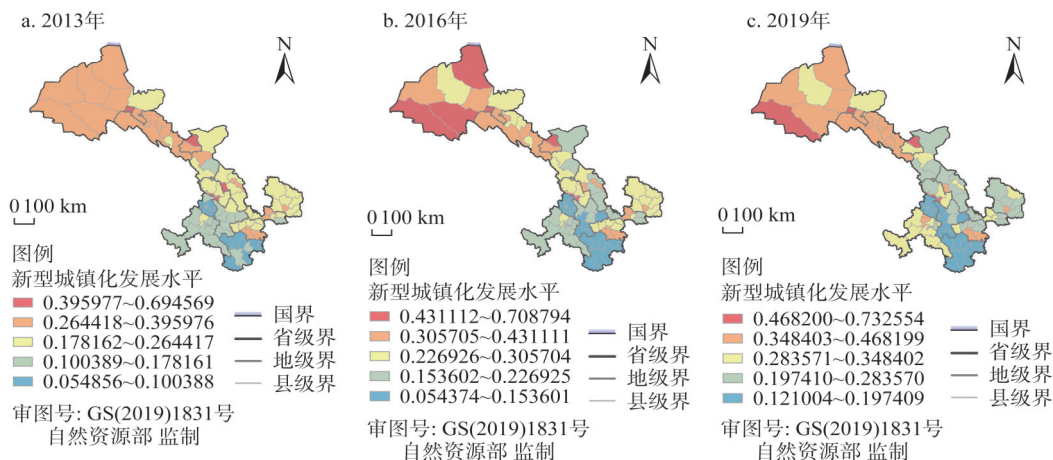 a. 2013年
N
0 100 km
图例
新型城镇化发展水平
0.395977~0.694569
0.264418~0.395976
0.178162~0.264417
0.100389~0.178161
0.054856~0.100388
国界
省级界
地级界
县级界
审图号: GS(2019)1831号
自然资源部 监制
b. 2016年
N
0 100 km
图例
新型城镇化发展水平
0.431112~0.708794
0.305705~0.431111
0.226926~0.305704
0.153602~0.226925
0.054374~0.153601
国界
省级界
地级界
县级界
审图号: GS(2019)1831号
自然资源部 监制
c. 2019年
N
0 100 km
图例
新型城镇化发展水平
0.468200~0.732554
0.348403~0.468199
0.283571~0.348402
0.197410~0.283570
0.121004~0.197409
国界
省级界
地级界
县级界
审图号: GS(2019)1831号
自然资源部 监制